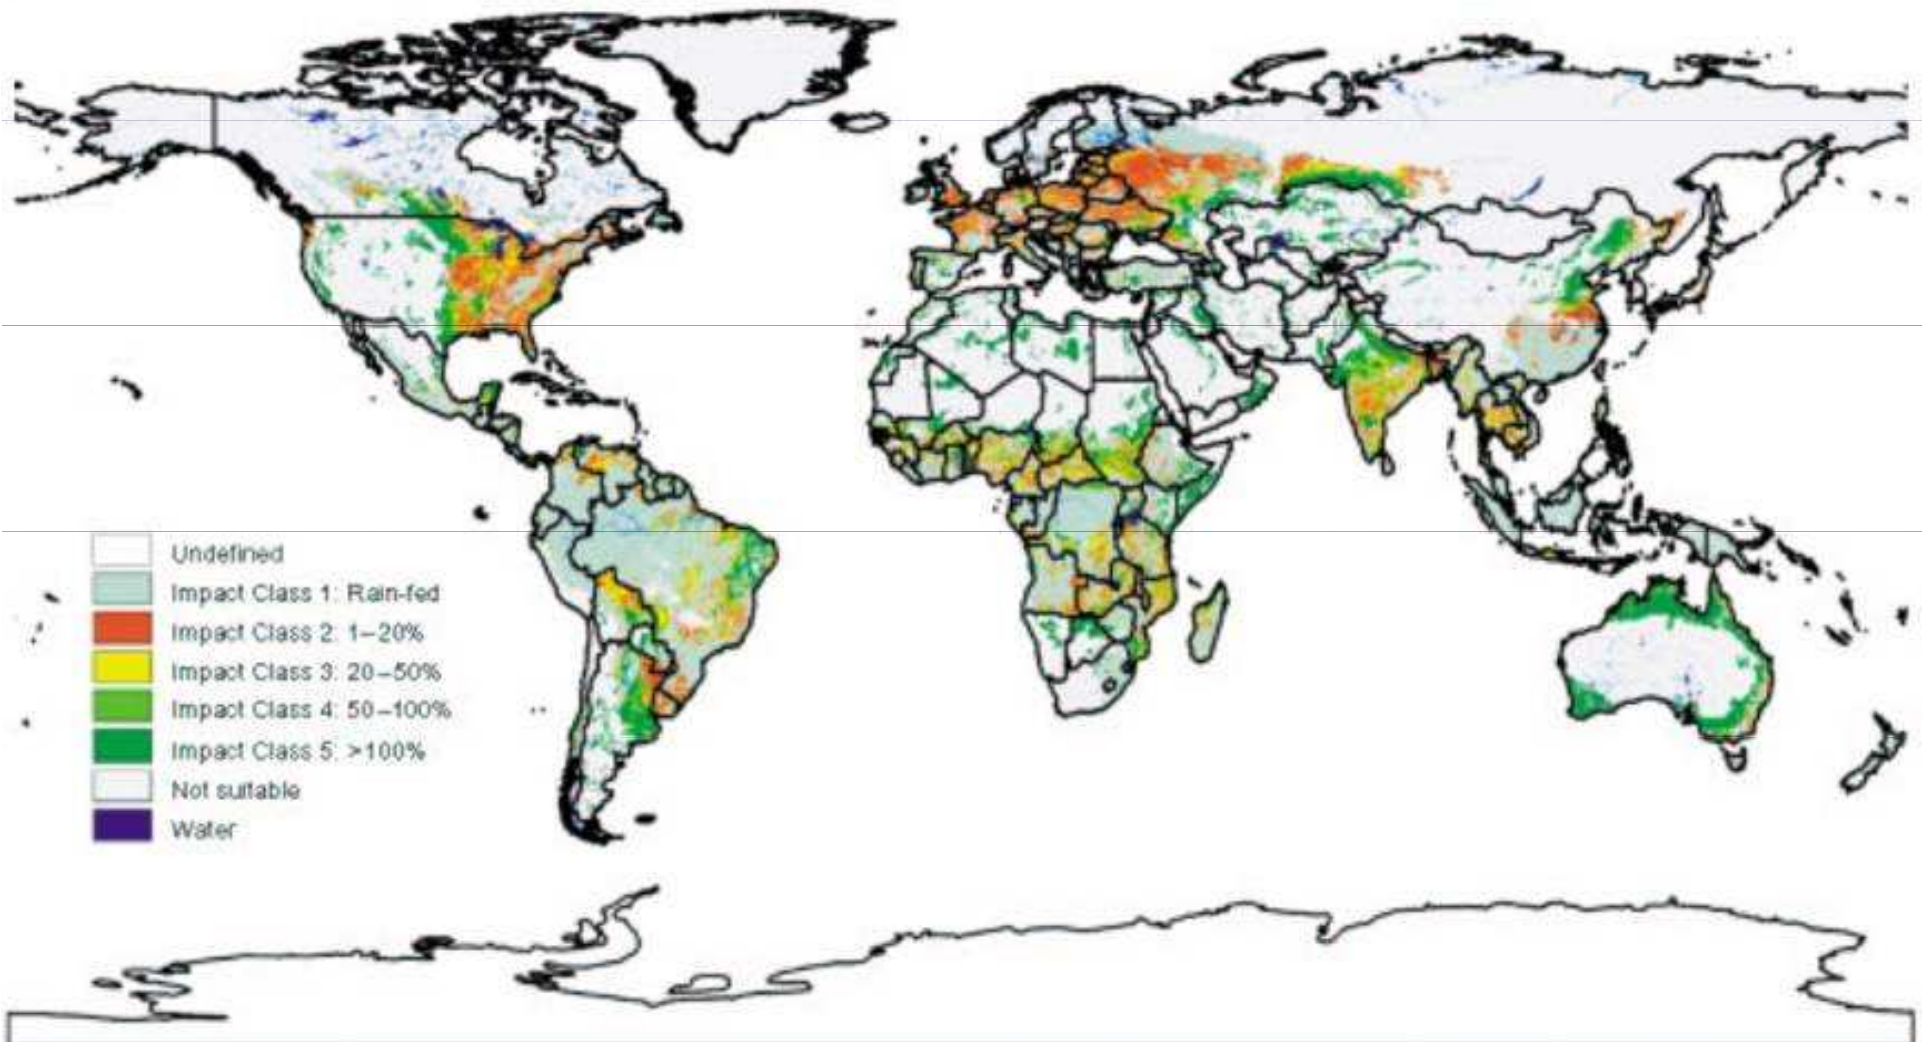 Undefined
Impact Class 1: Rain-fed
Impact Class 2: 1–20%
Impact Class 3: 20–50%
Impact Class 4: 50–100%
Impact Class 5: >100%
Not suitable
Water